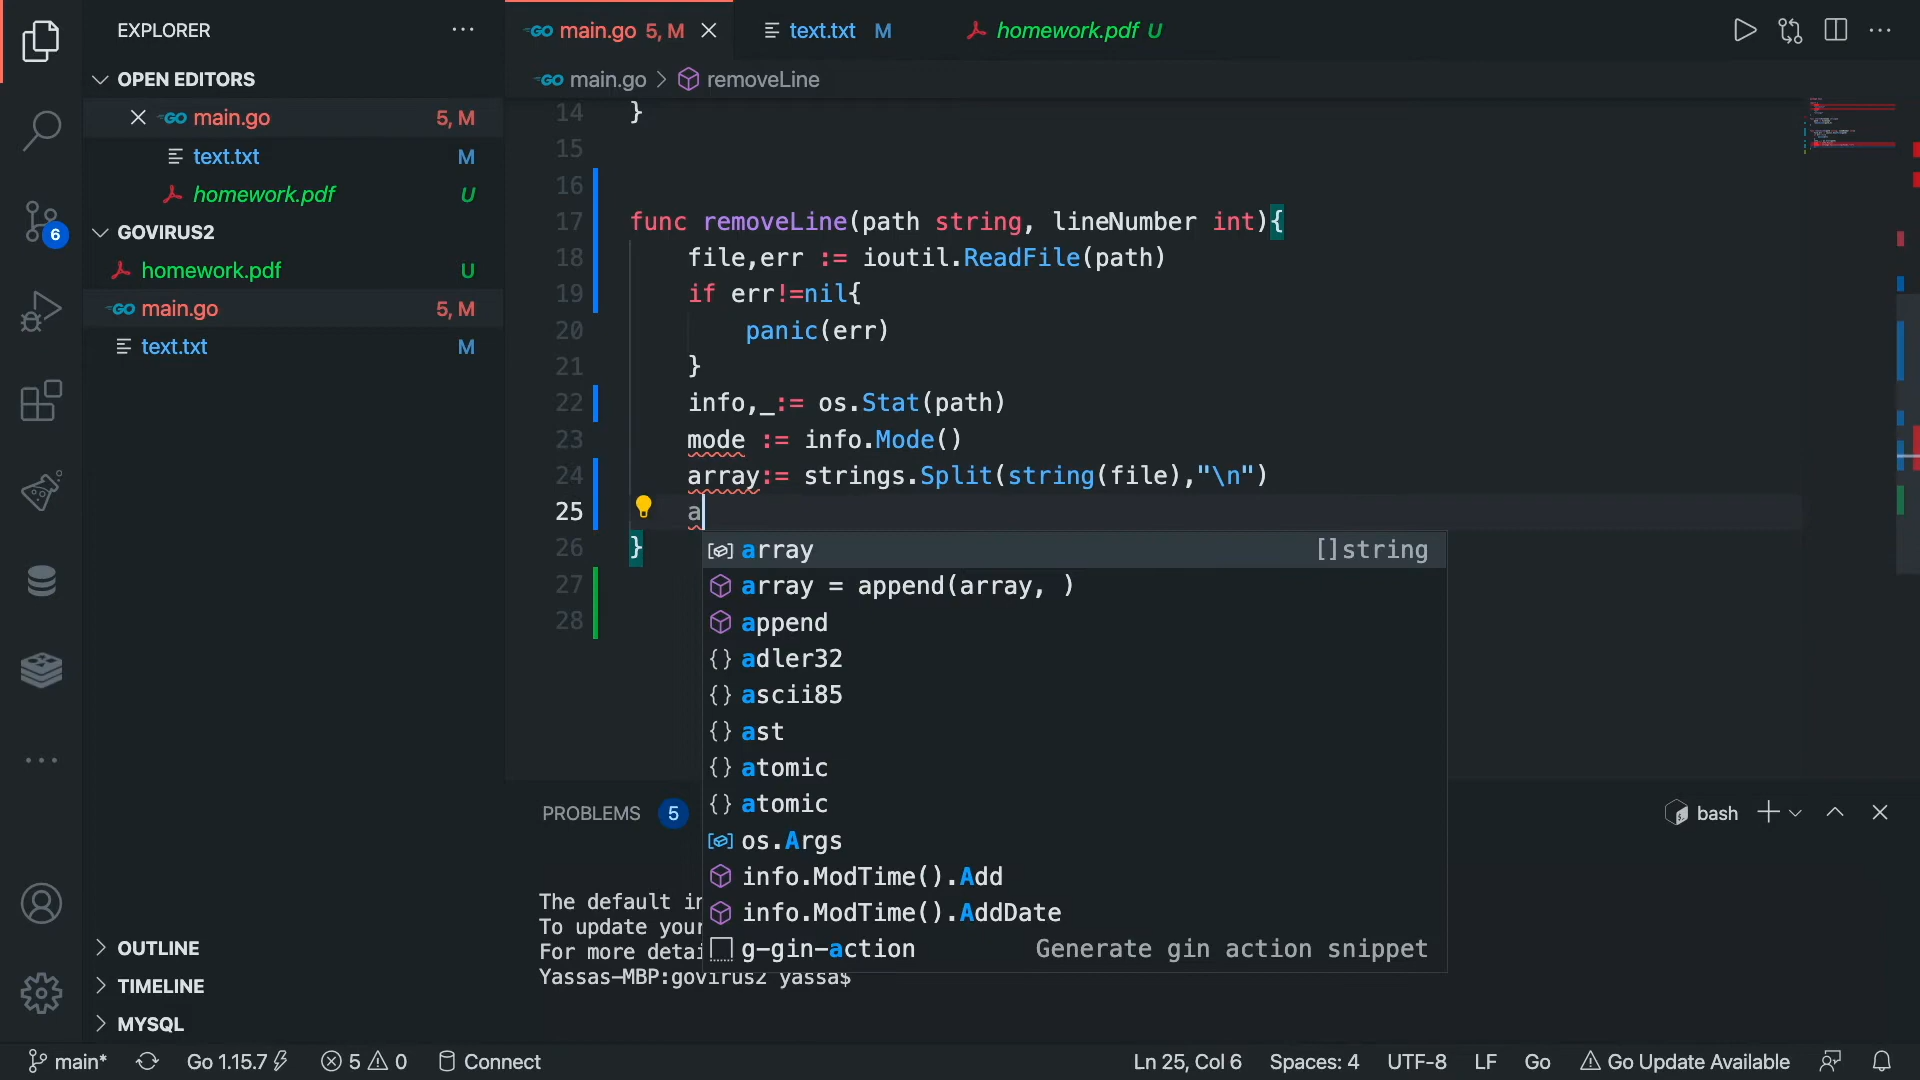 EXPLORER
OPEN EDITORS
main.go 5, M
text.txt M
homework.pdf U
GOVIRUS2
homework.pdf U
main.go 5, M
text.txt M
OUTLINE
TIMELINE
MYSQL
6
GO main.go 5, M
text.txt M
homework.pdf U
GO main.go > removeLine
14 }
15
16
17 func removeLine(path string, lineNumber int){
18 file,err := ioutil.ReadFile(path)
19 if err!=nil{
20 panic(err)
21 }
22 info,_:= os.Stat(path)
23 mode := info.Mode()
24 array:= strings.Split(string(file),"\n")
25 a
26 }
27
28
array []string
array = append(array, )
append
adler32
ascii85
ast
atomic
atomic
os.Args
info.ModTime().Add
info.ModTime().AddDate
g-gin-action Generate gin action snippet
PROBLEMS 5
bash
The default in
To update your
For more detai
Yassas-MBP:govirus2 yassa$
main* Go 1.15.7 5 0 Connect Ln 25, Col 6 Spaces: 4 UTF-8 LF Go Go Update Available